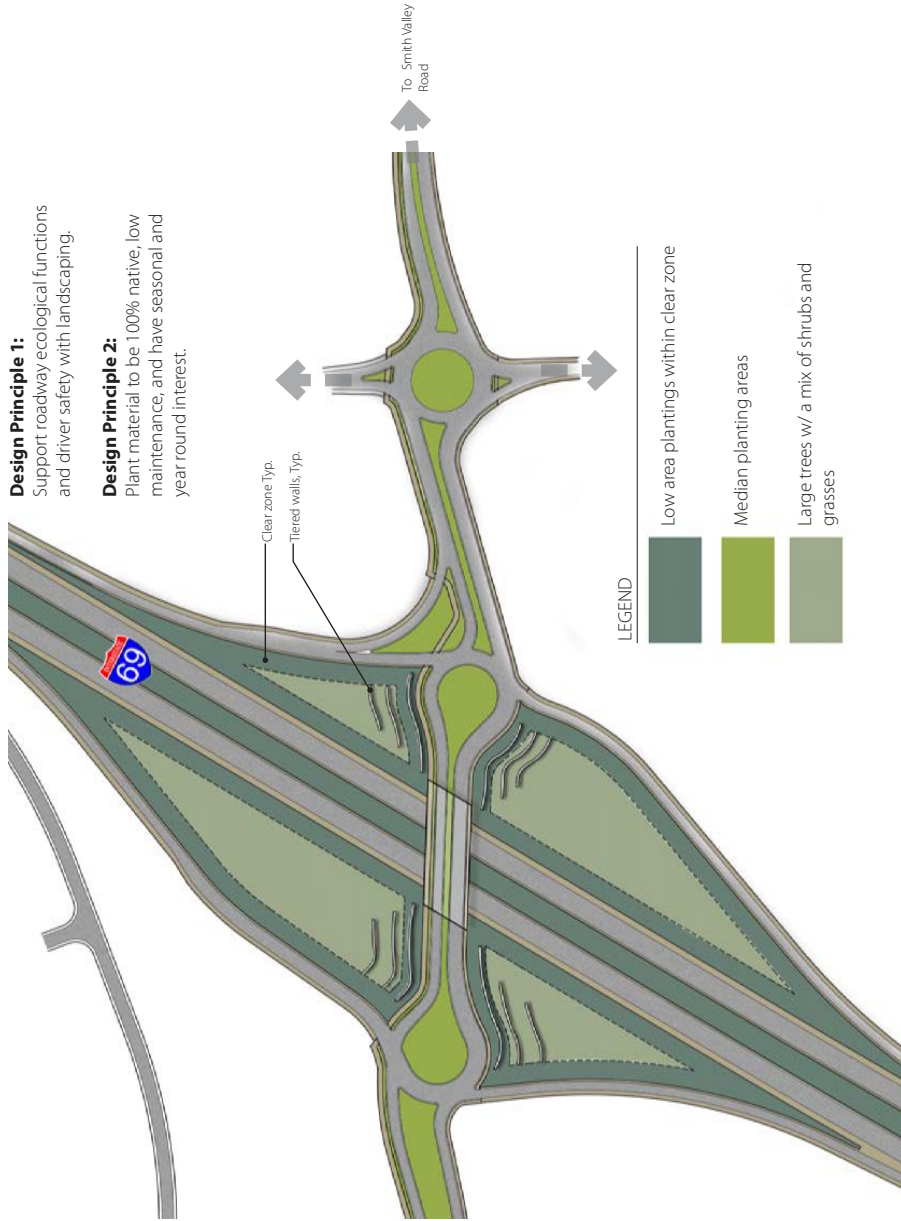 Design Principle 1:
Support roadway ecological functions
and driver safety with landscaping.
Design Principle 2:
Plant material to be 100% native, low
maintenance, and have seasonal and
year round interest.
Clear zone Typ.
Tiered walls, Typ.
INTERSTATE
69
To Smith Valley
Road
LEGEND
Low area plantings within clear zone
Median planting areas
Large trees w/ a mix of shrubs and
grasses